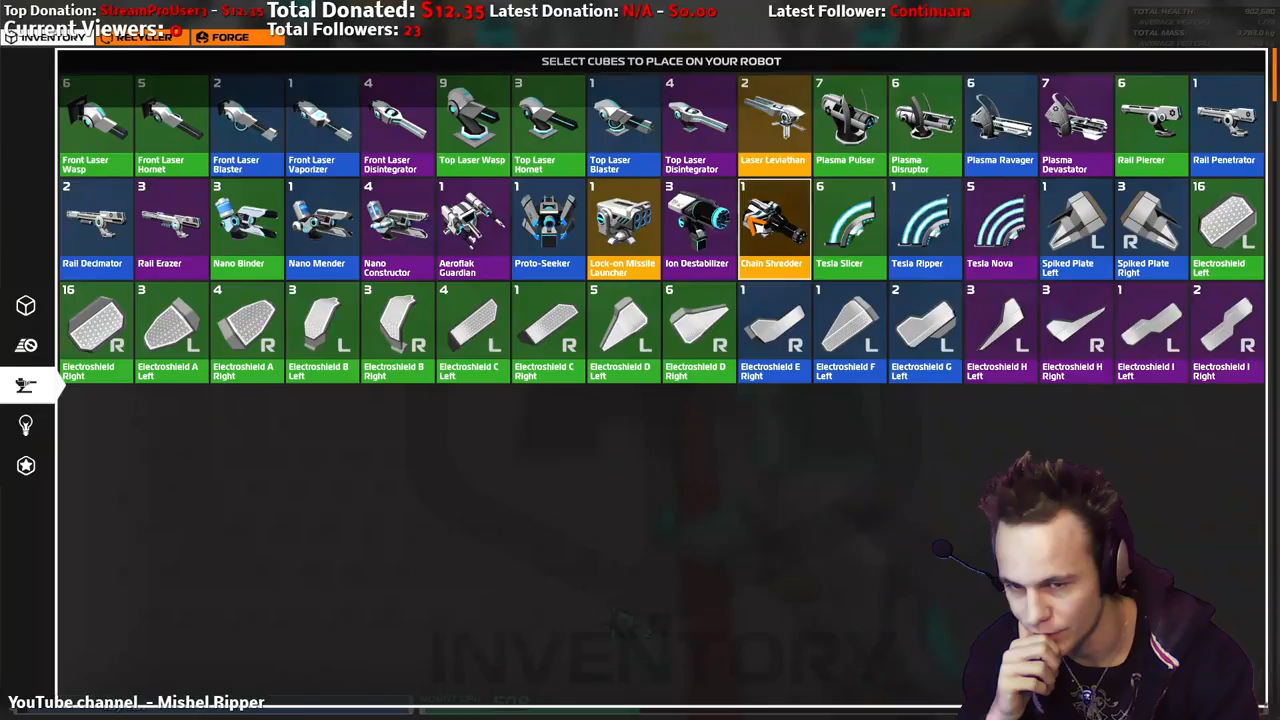 Top Donation: StreamProUser3 - $12.35 Total Donated: $12.35 Latest Donation: N/A - $0.00 Latest Follower: Continuara
Current Viewers: 0 Total Followers: 23
INVENTORY RECYCLER FORGE
TOTAL HEALTH:
TOTAL MASS
SELECT CUBES TO PLACE ON YOUR ROBOT
6 5 2 1 4 9 3 1 4 2 7 6 6 7 6 1
Front Laser Wasp Front Laser Hornet Front Laser Blaster Front Laser Vaporizer Front Laser Disintegrator Top Laser Wasp Top Laser Hornet Top Laser Blaster Top Laser Disintegrator Laser Leviathan Plasma Pulser Plasma Disruptor Plasma Ravager Plasma Devastator Rail Piercer Rail Penetrator
2 3 3 1 4 1 1 1 3 1 6 1 5 1 3 16
L R L
Rail Decimator Rail Erazer Nano Binder Nano Mender Nano Constructor Aeroflak Guardian Proto-Seeker Lock-on Missile Launcher Ion Destabilizer Chain Shredder Tesla Slicer Tesla Ripper Tesla Nova Spiked Plate Left Spiked Plate Right Electroshield Left
16 3 4 3 3 4 1 5 6 1 1 2 3 3 1 2
R L R L R L R L R R L L L R L R
Electroshield Right Electroshield A Left Electroshield A Right Electroshield B Left Electroshield B Right Electroshield C Left Electroshield C Right Electroshield D Left Electroshield D Right Electroshield E Right Electroshield F Left Electroshield G Left Electroshield H Left Electroshield H Right Electroshield I Left Electroshield I Right
INVENTORY
YouTube channel. - Mishel Ripper